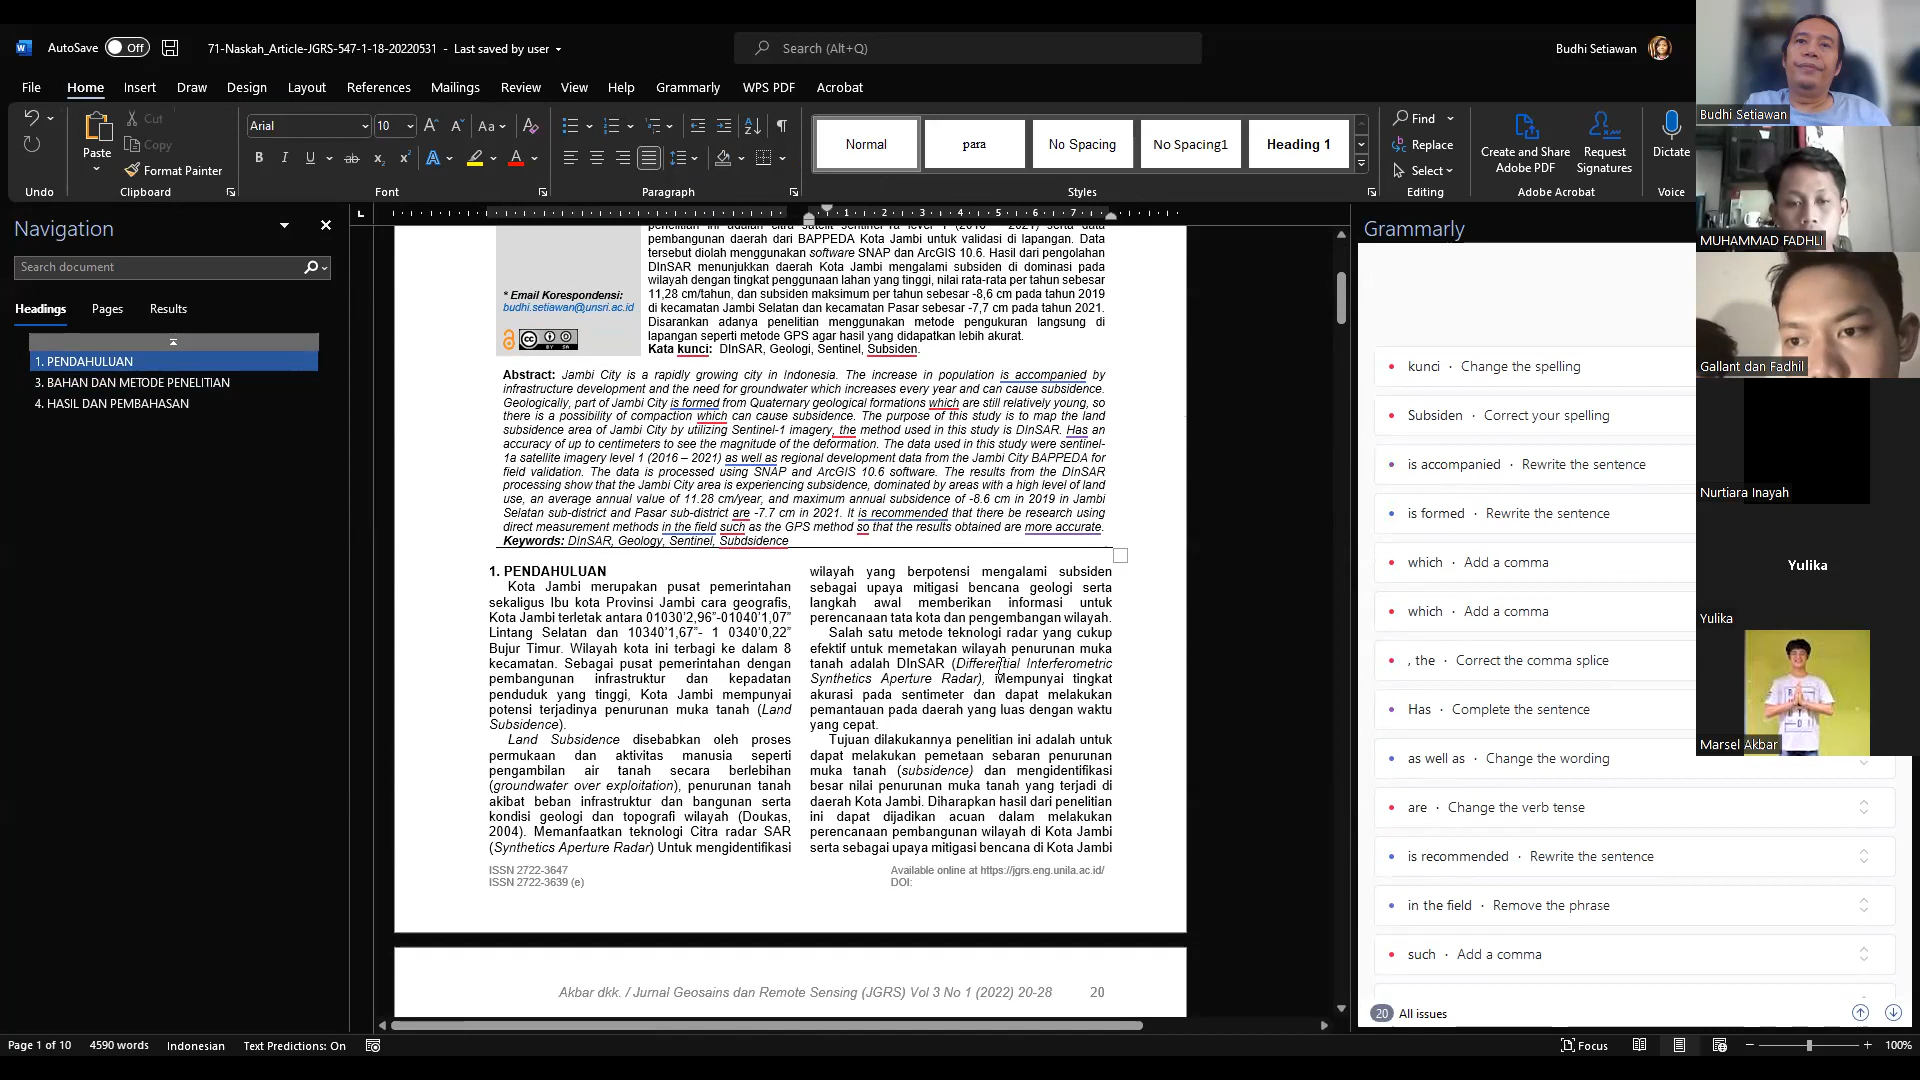 AutoSave Off 71-Naskah_Article-JGRS-547-1-18-20220531 - Last saved by user Search (Alt+Q) Budhi Setiawan
File Home Insert Draw Design Layout References Mailings Review View Help Grammarly WPS PDF Acrobat
Paste
Cut
Copy
Format Painter
Arial 10
Normal para No Spacing No Spacing1 Heading 1
Find
Replace
Select
Create and Share Adobe PDF
Request Signatures
Dictate
Undo Clipboard Font Paragraph Styles Editing Adobe Acrobat Voice
Navigation
Search document
Headings Pages Results
1. PENDAHULUAN
3. BAHAN DAN METODE PENELITIAN
4. HASIL DAN PEMBAHASAN
* Email Korespondensi:
budhi.setiawan@unsri.ac.id
pembangunan daerah dari BAPPEDA Kota Jambi untuk validasi di lapangan. Data
tersebut diolah menggunakan software SNAP dan ArcGIS 10.6. Hasil dari pengolahan
DInSAR menunjukkan daerah Kota Jambi mengalami subsiden di dominasi pada
wilayah dengan tingkat penggunaan lahan yang tinggi, nilai rata-rata per tahun sebesar
11,28 cm/tahun, dan subsiden maksimum per tahun sebesar -8,6 cm pada tahun 2019
di kecamatan Jambi Selatan dan kecamatan Pasar sebesar -7,7 cm pada tahun 2021.
Disarankan adanya penelitian menggunakan metode pengukuran langsung di
lapangan seperti metode GPS agar hasil yang didapatkan lebih akurat.
Kata kunci: DInSAR, Geologi, Sentinel, Subsiden.
Abstract: Jambi City is a rapidly growing city in Indonesia. The increase in population is accompanied by
infrastructure development and the need for groundwater which increases every year and can cause subsidence.
Geologically, part of Jambi City is formed from Quaternary geological formations which are still relatively young, so
there is a possibility of compaction which can cause subsidence. The purpose of this study is to map the land
subsidence area of Jambi City by utilizing Sentinel-1 imagery, the method used in this study is DInSAR. Has an
accuracy of up to centimeters to see the magnitude of the deformation. The data used in this study were sentinel-
1a satellite imagery level 1 (2016 – 2021) as well as regional development data from the Jambi City BAPPEDA for
field validation. The data is processed using SNAP and ArcGIS 10.6 software. The results from the DInSAR
processing show that the Jambi City area is experiencing subsidence, dominated by areas with a high level of land
use, an average annual value of 11.28 cm/year, and maximum annual subsidence of -8.6 cm in 2019 in Jambi
Selatan sub-district and Pasar sub-district are -7.7 cm in 2021. It is recommended that there be research using
direct measurement methods in the field such as the GPS method so that the results obtained are more accurate.
Keywords: DInSAR, Geology, Sentinel, Subdsidence
1. PENDAHULUAN
Kota Jambi merupakan pusat pemerintahan
sekaligus Ibu kota Provinsi Jambi cara geografis,
Kota Jambi terletak antara 01030'2,96”-01040'1,07”
Lintang Selatan dan 10340'1,67”- 1 0340'0,22”
Bujur Timur. Wilayah kota ini terbagi ke dalam 8
kecamatan. Sebagai pusat pemerintahan dengan
pembangunan infrastruktur dan kepadatan
penduduk yang tinggi, Kota Jambi mempunyai
potensi terjadinya penurunan muka tanah (Land
Subsidence).
Land Subsidence disebabkan oleh proses
permukaan dan aktivitas manusia seperti
pengambilan air tanah secara berlebihan
(groundwater over exploitation), penurunan tanah
akibat beban infrastruktur dan bangunan serta
kondisi geologi dan topografi wilayah (Doukas,
2004). Memanfaatkan teknologi Citra radar SAR
(Synthetics Aperture Radar) Untuk mengidentifikasi
wilayah yang berpotensi mengalami subsiden
sebagai upaya mitigasi bencana geologi serta
langkah awal memberikan informasi untuk
perencanaan tata kota dan pengembangan wilayah.
Salah satu metode teknologi radar yang cukup
efektif untuk memetakan wilayah penurunan muka
tanah adalah DInSAR (Differential Interferometric
Synthetics Aperture Radar), Mempunyai tingkat
akurasi pada sentimeter dan dapat melakukan
pemantauan pada daerah yang luas dengan waktu
yang cepat.
Tujuan dilakukannya penelitian ini adalah untuk
dapat melakukan pemetaan sebaran penurunan
muka tanah (subsidence) dan mengidentifikasi
besar nilai penurunan muka tanah yang terjadi di
daerah Kota Jambi. Diharapkan hasil dari penelitian
ini dapat dijadikan acuan dalam melakukan
perencanaan pembangunan wilayah di Kota Jambi
serta sebagai upaya mitigasi bencana di Kota Jambi
ISSN 2722-3647
ISSN 2722-3639 (e)
Available online at https://jgrs.eng.unila.ac.id/
DOI:
Akbar dkk. / Jurnal Geosains dan Remote Sensing (JGRS) Vol 3 No 1 (2022) 20-28 20
Grammarly
kunci · Change the spelling
Subsiden · Correct your spelling
is accompanied · Rewrite the sentence
is formed · Rewrite the sentence
which · Add a comma
which · Add a comma
, the · Correct the comma splice
Has · Complete the sentence
as well as · Change the wording
are · Change the verb tense
is recommended · Rewrite the sentence
in the field · Remove the phrase
such · Add a comma
20 All issues
Budhi Setiawan
MUHAMMAD FADHLI
Gallant dan Fadhil
Nurtiara Inayah
Yulika
Yulika
Marsel Akbar
Page 1 of 10 4590 words Indonesian Text Predictions: On Focus 100%